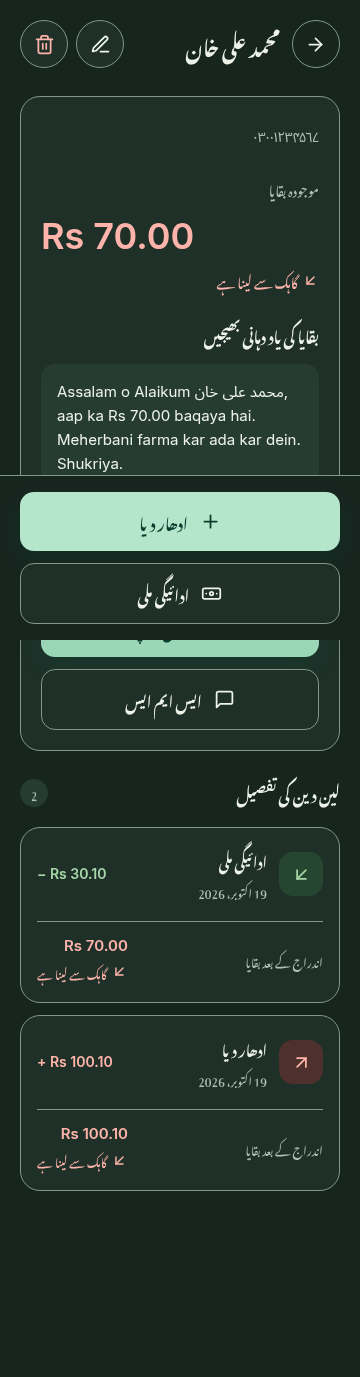 محمد علی خان
۰۳۰۰۱۲۳۴۵۶۷
موجودہ بقایا
Rs 70.00
گاہک سے لینا ہے
بقایا کی یاد دہانی بھیجیں
Assalam o Alaikum محمد علی خان,
aap ka Rs 70.00 baqaya hai.
Meherbani farma kar ada kar dein.
Shukriya.
ادھار دیا
ادائیگی ملی
ایس ایم ایس
لین دین کی تفصیل
2
ادائیگی ملی
− Rs 30.10
19 اکتوبر، 2026
اندراج کے بعد بقایا
Rs 70.00
گاہک سے لینا ہے
ادھار دیا
+ Rs 100.10
19 اکتوبر، 2026
اندراج کے بعد بقایا
Rs 100.10
گاہک سے لینا ہے